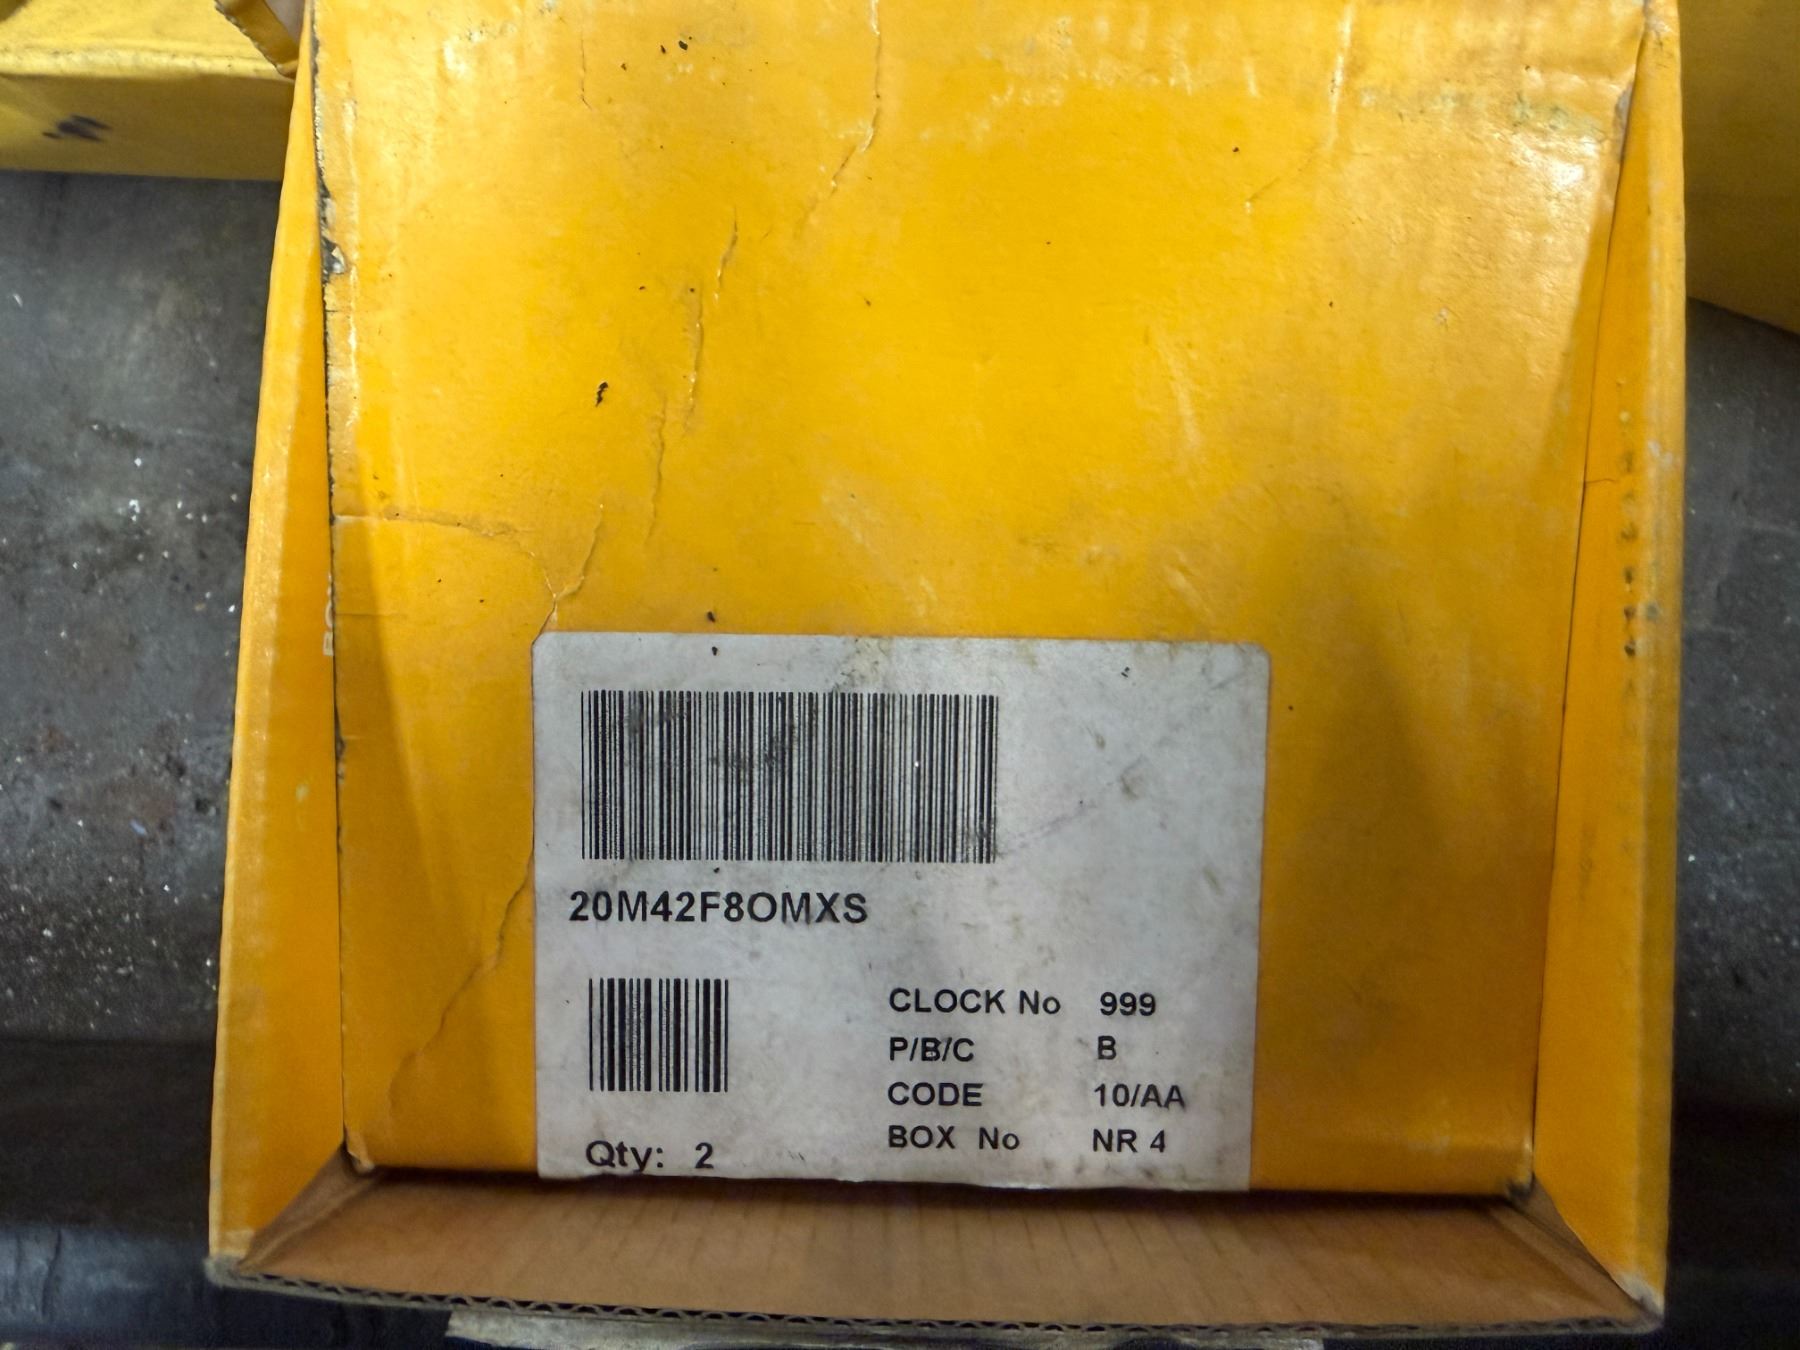 20M42F8OMXS
CLOCK No 999
P/B/C B
CODE 10/AA
BOX No NR 4
Qty: 2